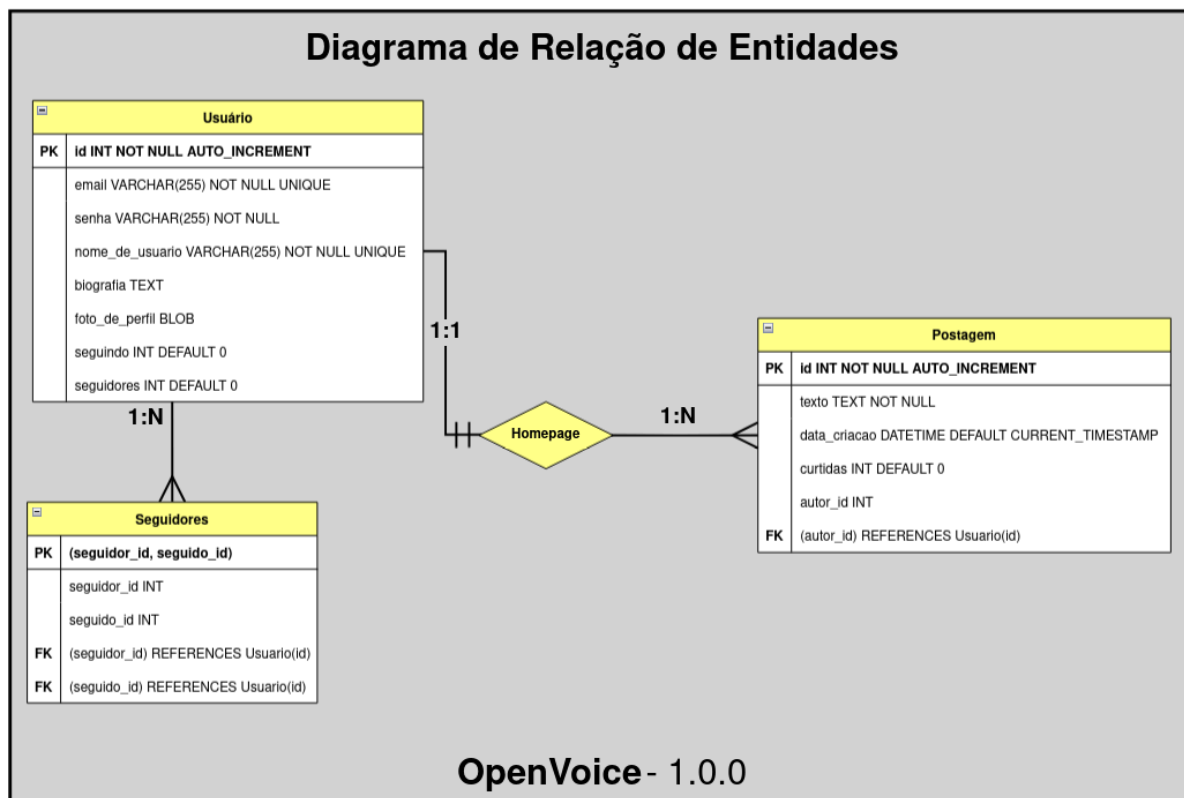 Diagrama de Relação de Entidades
Usuário
PK id INT NOT NULL AUTO_INCREMENT
email VARCHAR(255) NOT NULL UNIQUE
senha VARCHAR(255) NOT NULL
nome_de_usuario VARCHAR(255) NOT NULL UNIQUE
biografia TEXT
foto_de_perfil BLOB
seguindo INT DEFAULT 0
seguidores INT DEFAULT 0
1:1
1:N
Homepage
1:N
Postagem
PK id INT NOT NULL AUTO_INCREMENT
texto TEXT NOT NULL
data_criacao DATETIME DEFAULT CURRENT_TIMESTAMP
curtidas INT DEFAULT 0
autor_id INT
FK (autor_id) REFERENCES Usuario(id)
Seguidores
PK (seguidor_id, seguido_id)
seguidor_id INT
seguido_id INT
FK (seguidor_id) REFERENCES Usuario(id)
FK (seguido_id) REFERENCES Usuario(id)
OpenVoice - 1.0.0